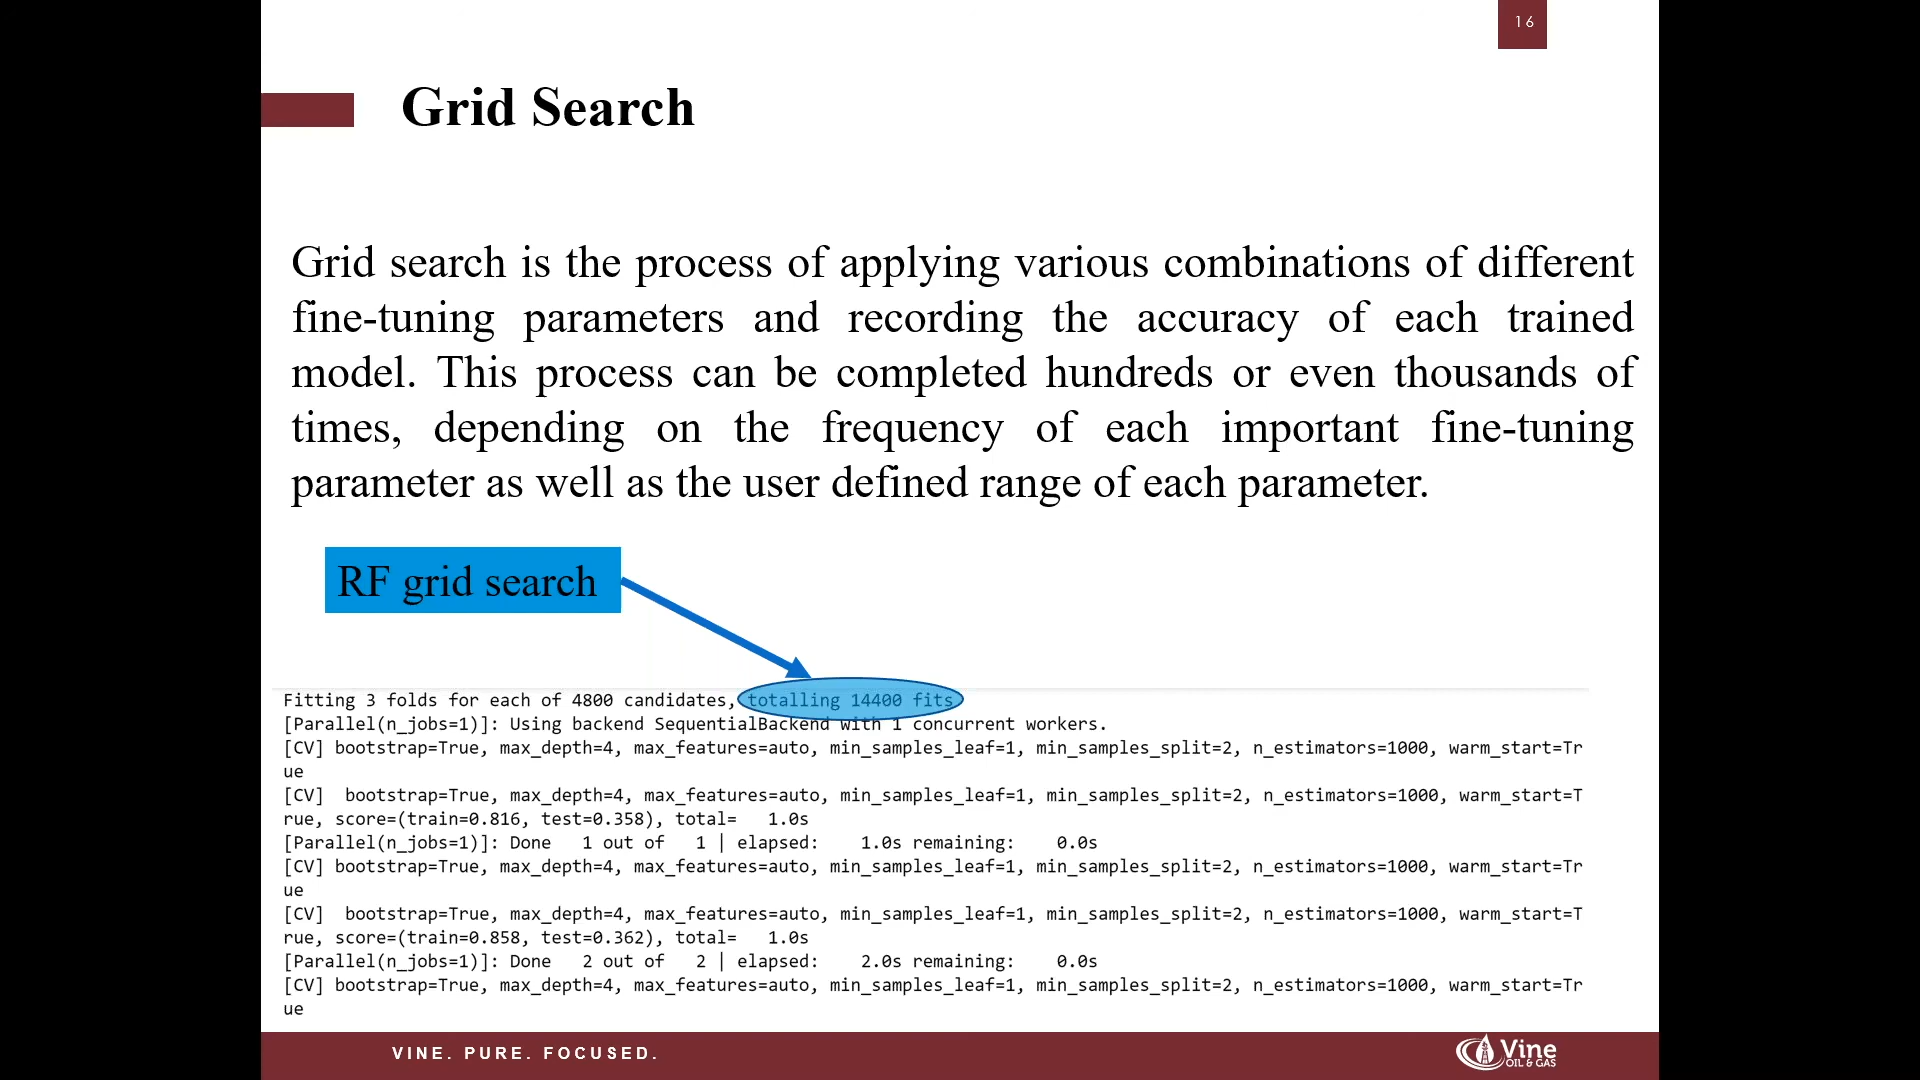 16
Grid Search
Grid search is the process of applying various combinations of different
fine-tuning parameters and recording the accuracy of each trained
model. This process can be completed hundreds or even thousands of
times, depending on the frequency of each important fine-tuning
parameter as well as the user defined range of each parameter.
RF grid search
Fitting 3 folds for each of 4800 candidates, totalling 14400 fits
[Parallel(n_jobs=1)]: Using backend SequentialBackend with 1 concurrent workers.
[CV] bootstrap=True, max_depth=4, max_features=auto, min_samples_leaf=1, min_samples_split=2, n_estimators=1000, warm_start=Tr
ue
[CV]  bootstrap=True, max_depth=4, max_features=auto, min_samples_leaf=1, min_samples_split=2, n_estimators=1000, warm_start=T
rue, score=(train=0.816, test=0.358), total=   1.0s
[Parallel(n_jobs=1)]: Done   1 out of   1 | elapsed:    1.0s remaining:    0.0s
[CV] bootstrap=True, max_depth=4, max_features=auto, min_samples_leaf=1, min_samples_split=2, n_estimators=1000, warm_start=Tr
ue
[CV]  bootstrap=True, max_depth=4, max_features=auto, min_samples_leaf=1, min_samples_split=2, n_estimators=1000, warm_start=T
rue, score=(train=0.858, test=0.362), total=   1.0s
[Parallel(n_jobs=1)]: Done   2 out of   2 | elapsed:    2.0s remaining:    0.0s
[CV] bootstrap=True, max_depth=4, max_features=auto, min_samples_leaf=1, min_samples_split=2, n_estimators=1000, warm_start=Tr
ue
VINE. PURE. FOCUSED.
Vine
OIL & GAS